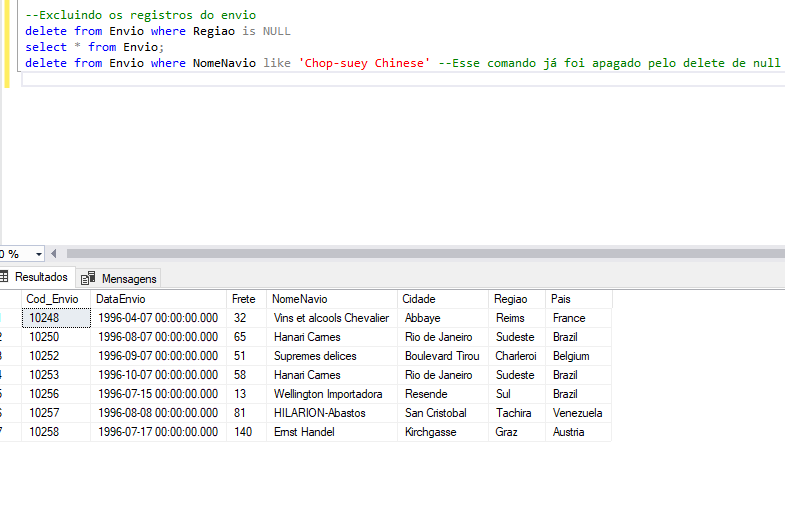 --Excluindo os registros do envio
delete from Envio where Regiao is NULL
select * from Envio;
delete from Envio where NomeNavio like 'Chop-suey Chinese' --Esse comando já foi apagado pelo delete de null
0 %
Resultados Mensagens
Cod_Envio DataEnvio Frete NomeNavio Cidade Regiao Pais
1 10248 1996-04-07 00:00:00.000 32 Vins et alcools Chevalier Abbaye Reims France
2 10250 1996-08-07 00:00:00.000 65 Hanari Carnes Rio de Janeiro Sudeste Brazil
3 10252 1996-09-07 00:00:00.000 51 Supremes delices Boulevard Tirou Charleroi Belgium
4 10253 1996-10-07 00:00:00.000 58 Hanari Carnes Rio de Janeiro Sudeste Brazil
5 10256 1996-07-15 00:00:00.000 13 Wellington Importadora Resende Sul Brazil
6 10257 1996-08-08 00:00:00.000 81 HILARION-Abastos San Cristobal Tachira Venezuela
7 10258 1996-07-17 00:00:00.000 140 Ernst Handel Kirchgasse Graz Austria